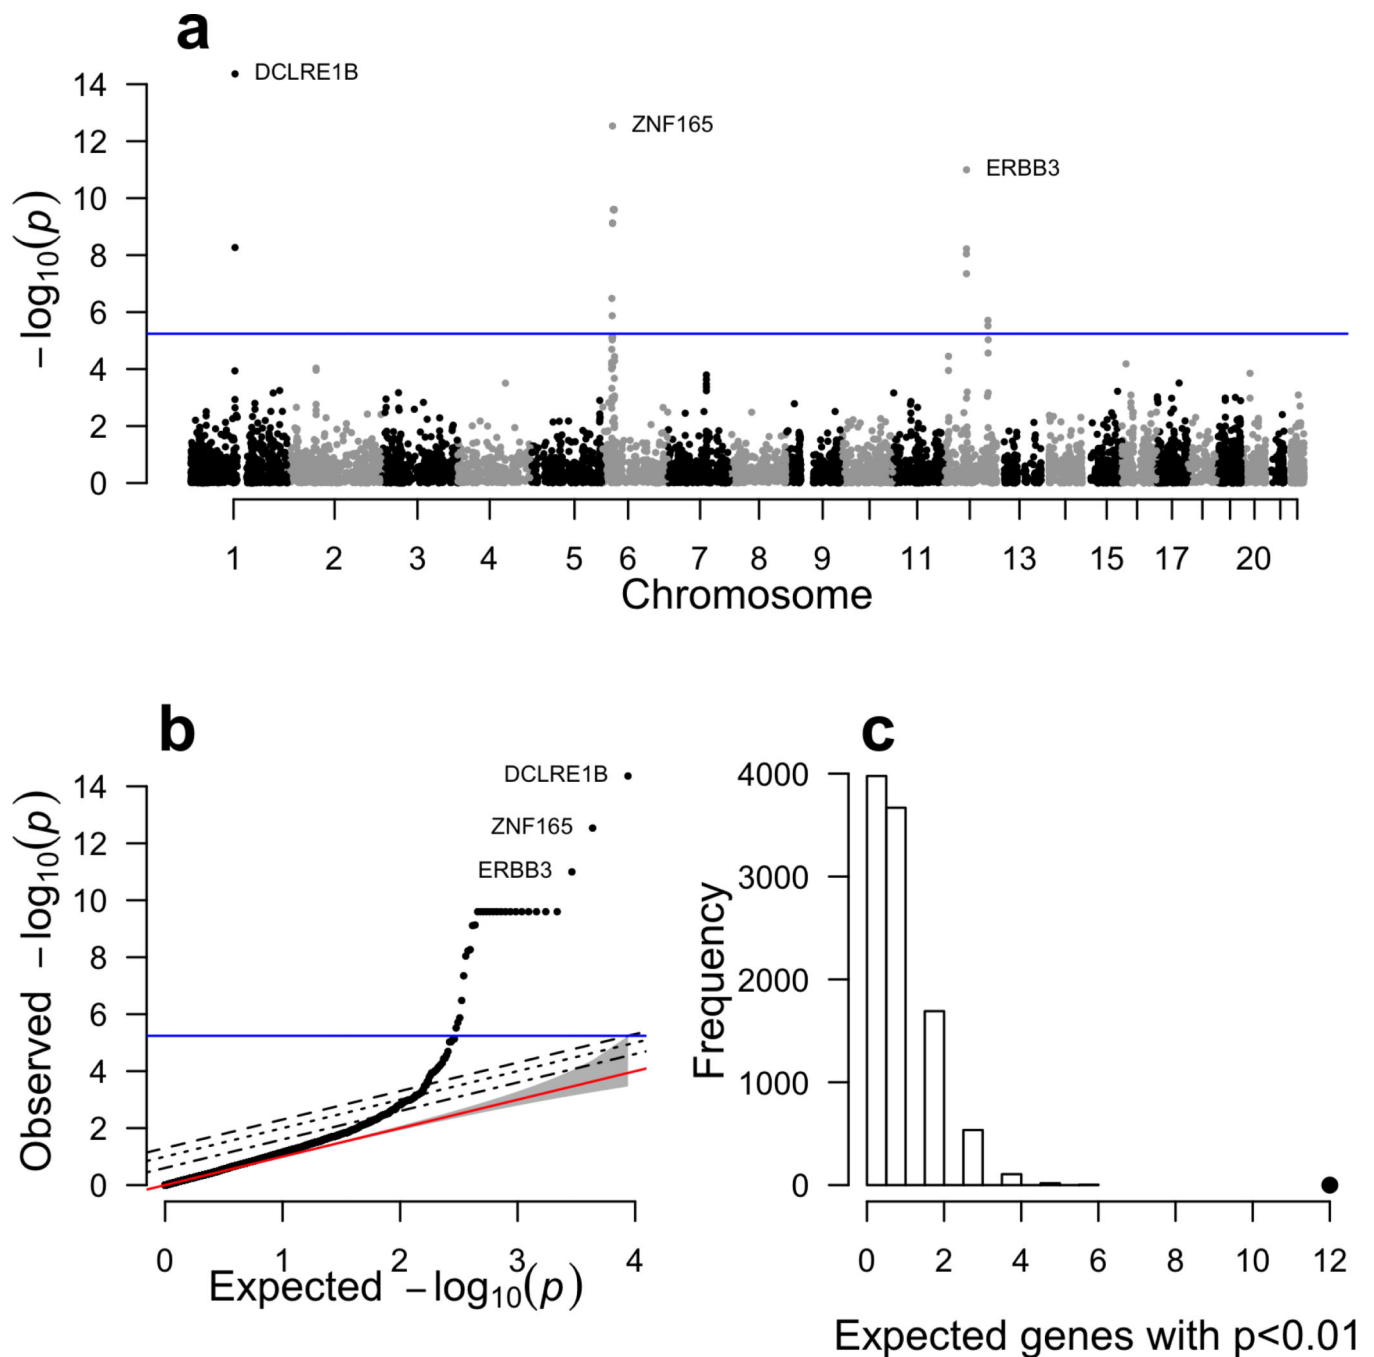 a
DCLRE1B
ZNF165
ERBB3
14
12
10
8
6
4
2
0
−log10(p)
1 2 3 4 5 6 7 8 9 11 13 15 17 20
Chromosome
b
DCLRE1B
ZNF165
ERBB3
14
12
10
8
6
4
2
0
Observed −log10(p)
0 1 2 3 4
Expected −log10(p)
c
4000
3000
2000
1000
0
Frequency
0 2 4 6 8 10 12
Expected genes with p<0.01